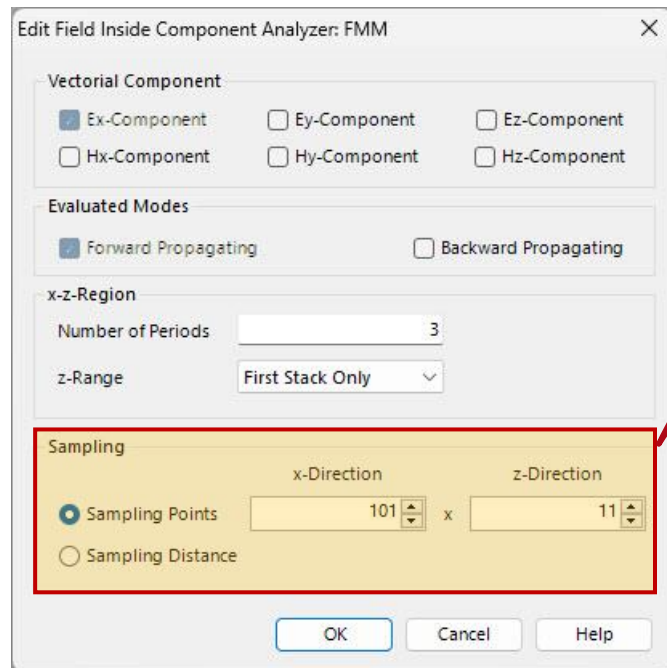 Edit Field Inside Component Analyzer: FMM
Vectorial Component
Ex-Component Ey-Component Ez-Component
Hx-Component Hy-Component Hz-Component
Evaluated Modes
Forward Propagating Backward Propagating
x-z-Region
Number of Periods 3
z-Range First Stack Only
Sampling
x-Direction z-Direction
Sampling Points 101 x 11
Sampling Distance
OK Cancel Help